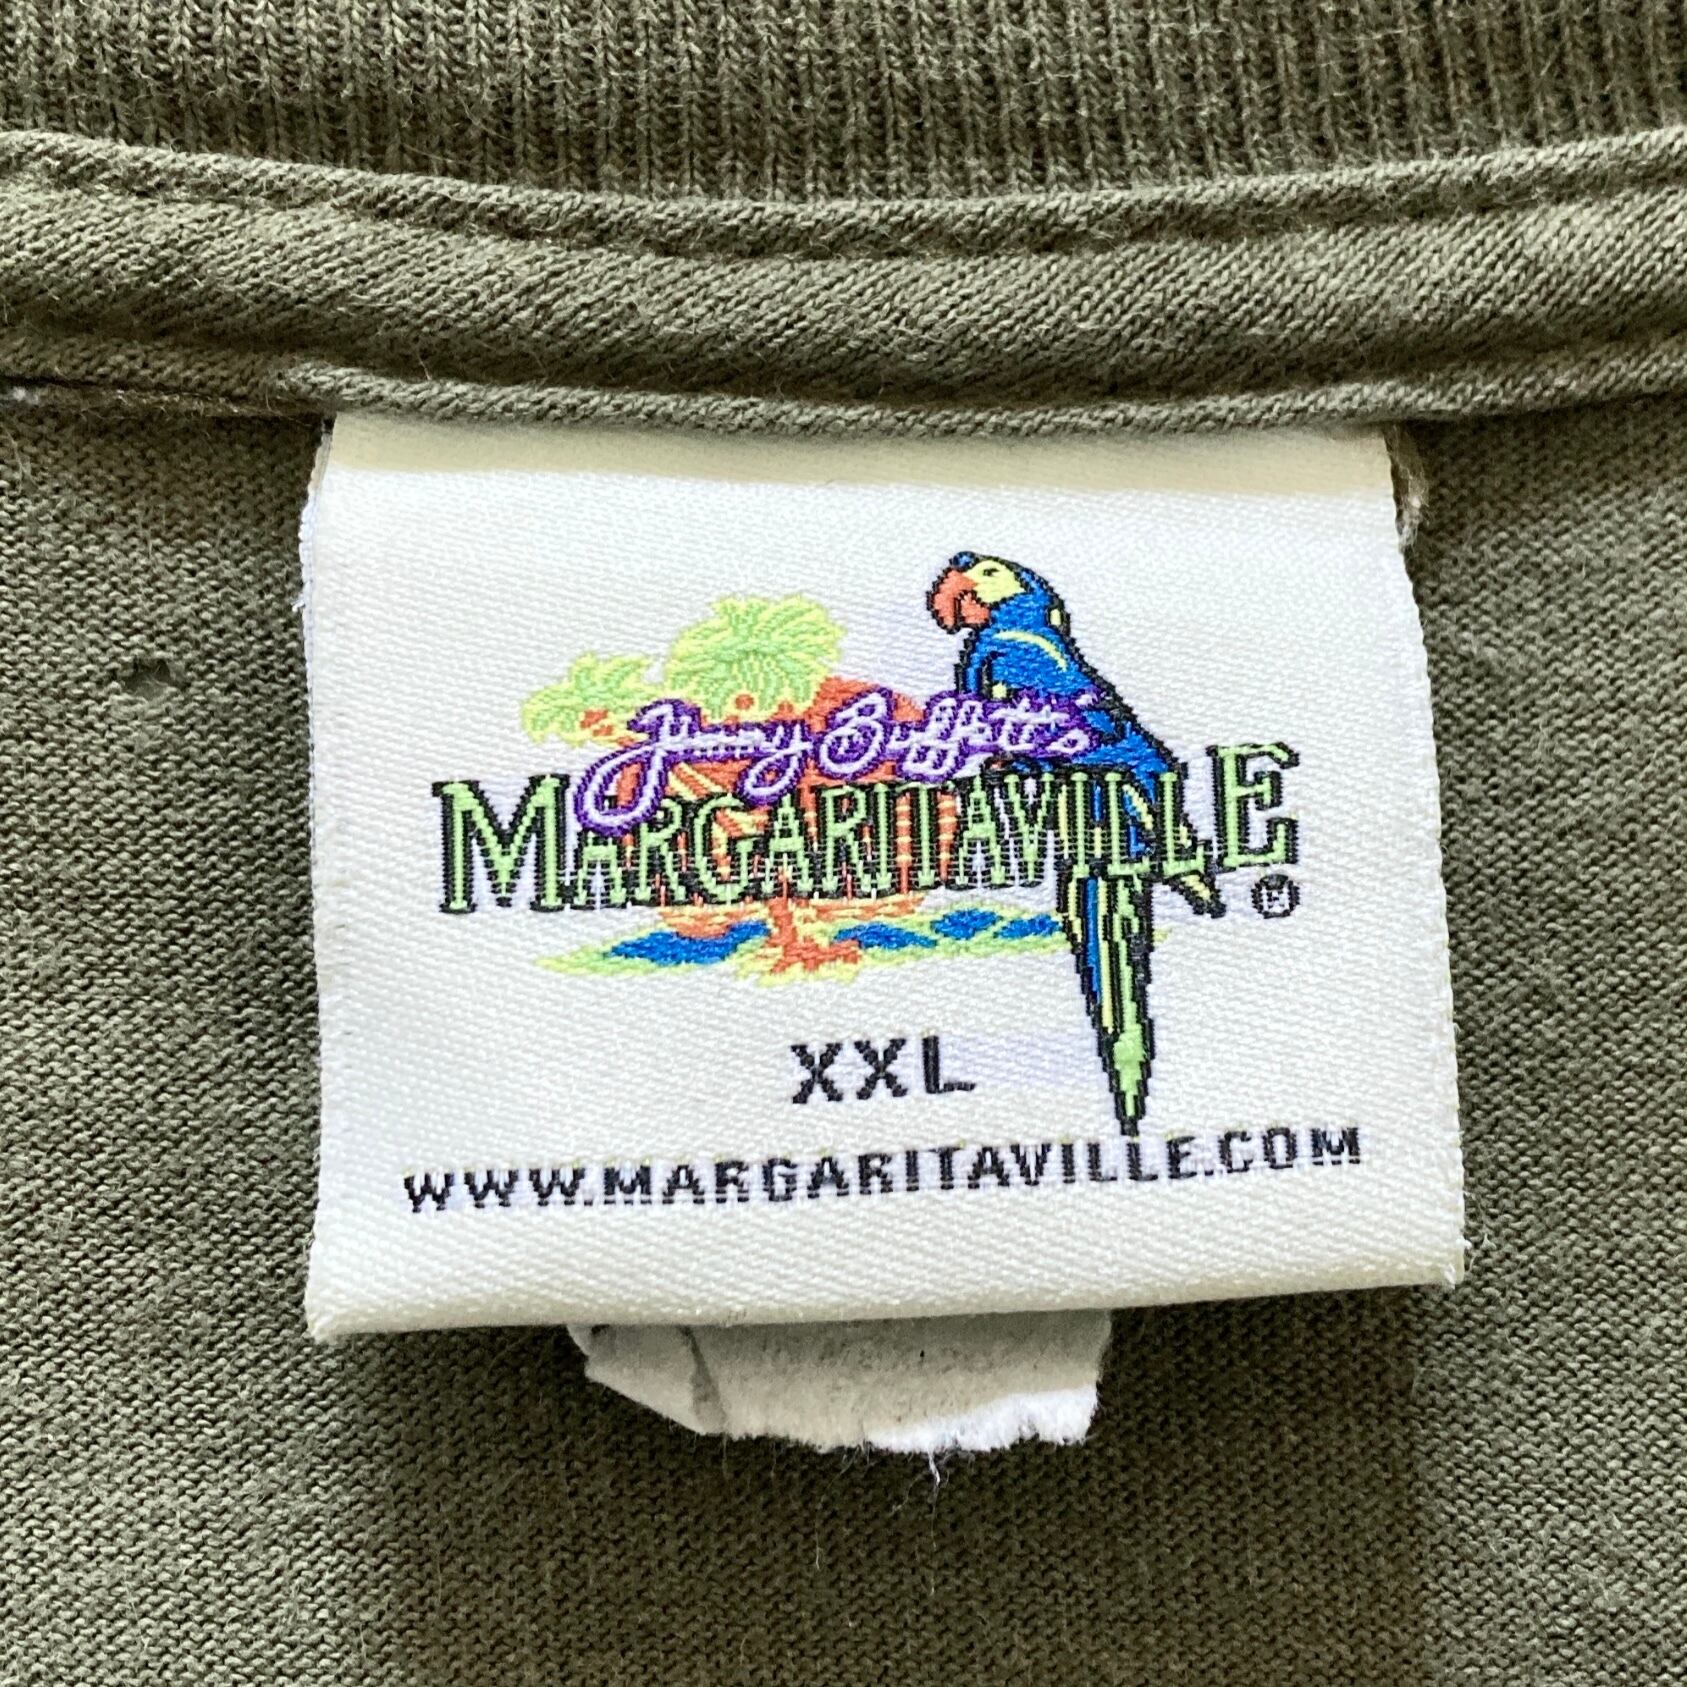 Jimmy Buffett's
MARGARITAVILLE
®
XXL
WWW.MARGARITAVILLE.COM